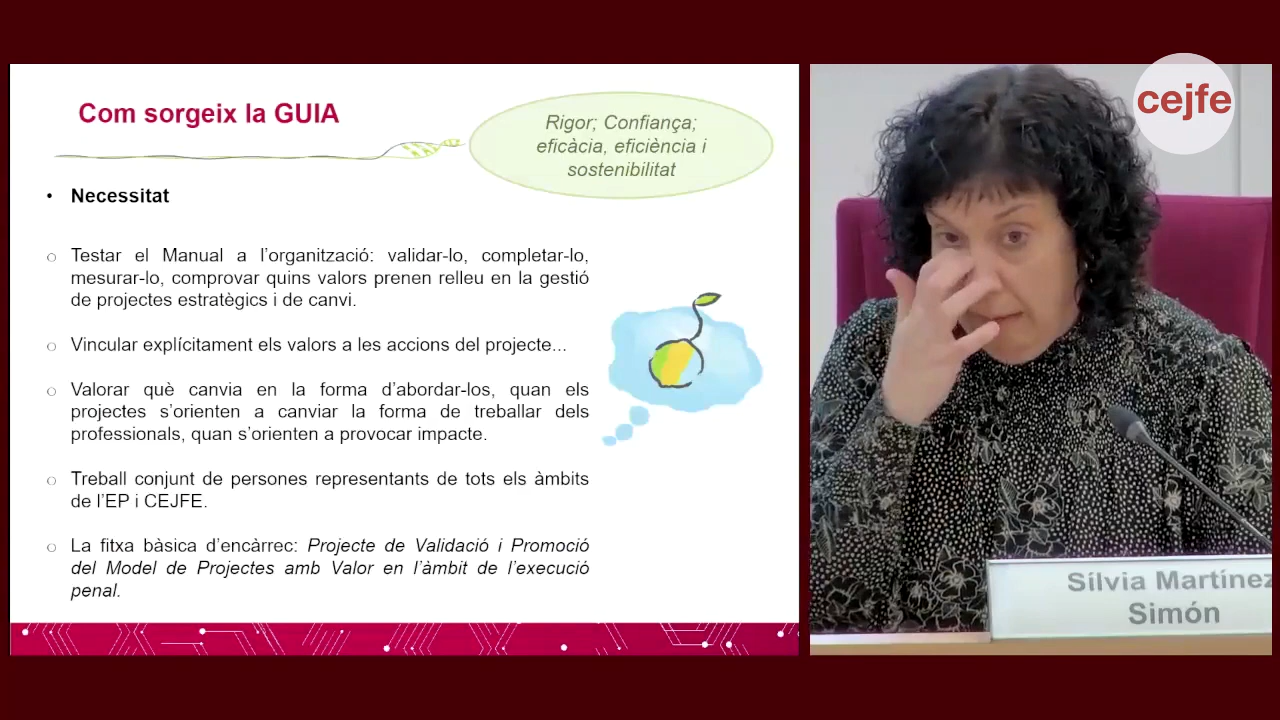 Com sorgeix la GUIA
Rigor; Confiança;
eficàcia, eficiència i
sostenibilitat
• Necessitat
○ Testar el Manual a l’organització: validar-lo, completar-lo,
mesurar-lo, comprovar quins valors prenen relleu en la gestió
de projectes estratègics i de canvi.
○ Vincular explícitament els valors a les accions del projecte...
○ Valorar què canvia en la forma d’abordar-los, quan els
projectes s’orienten a canviar la forma de treballar dels
professionals, quan s’orienten a provocar impacte.
○ Treball conjunt de persones representants de tots els àmbits
de l’EP i CEJFE.
○ La fitxa bàsica d’encàrrec: Projecte de Validació i Promoció
del Model de Projectes amb Valor en l’àmbit de l’execució
penal.
cejfe
Sílvia Martínez
Simón